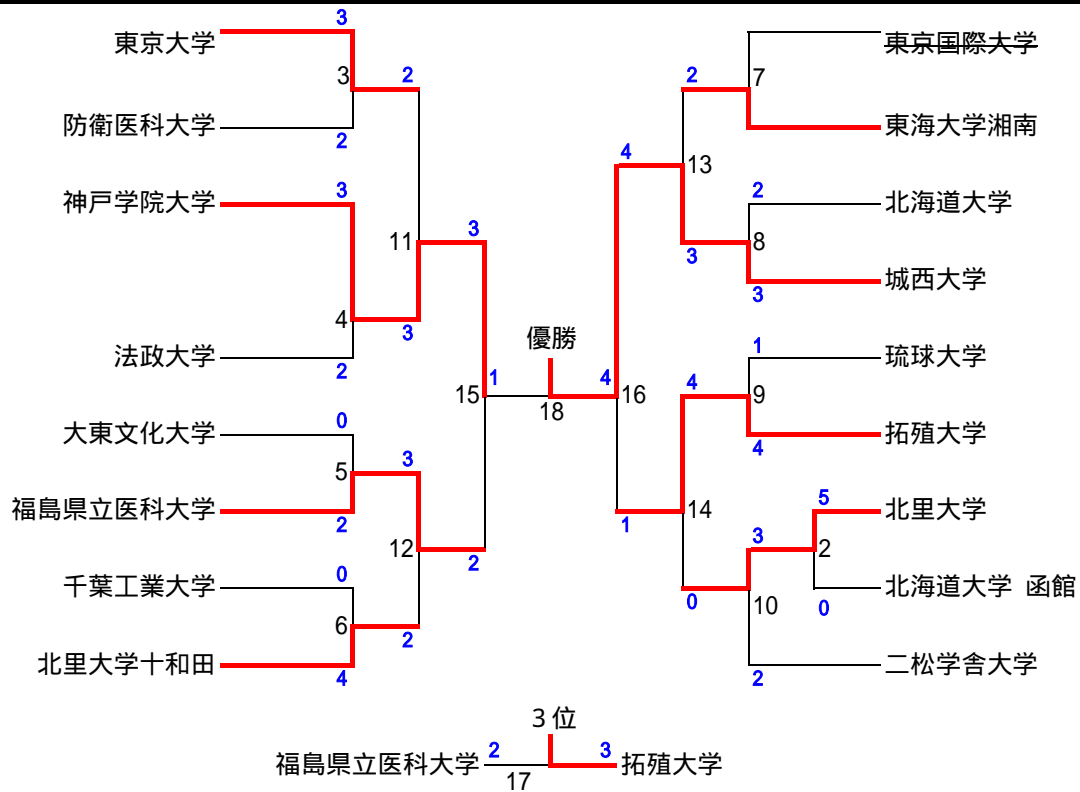 3
東京大学
3
2
防衛医科大学
2
神戸学院大学
3
11
3
4
3
法政大学
2
15
1
大東文化大学
0
5
3
福島県立医科大学
2
12
2
千葉工業大学
0
6
2
北里大学十和田
4
優勝
18
東京国際大学
2
7
東海大学湘南
4
13
2
北海道大学
8
3
城西大学
3
4
16
1
琉球大学
4
9
拓殖大学
4
5
北里大学
14
1
3
2
北海道大学 函館
0
0
10
二松学舎大学
2
3位
福島県立医科大学
2
17
3
拓殖大学